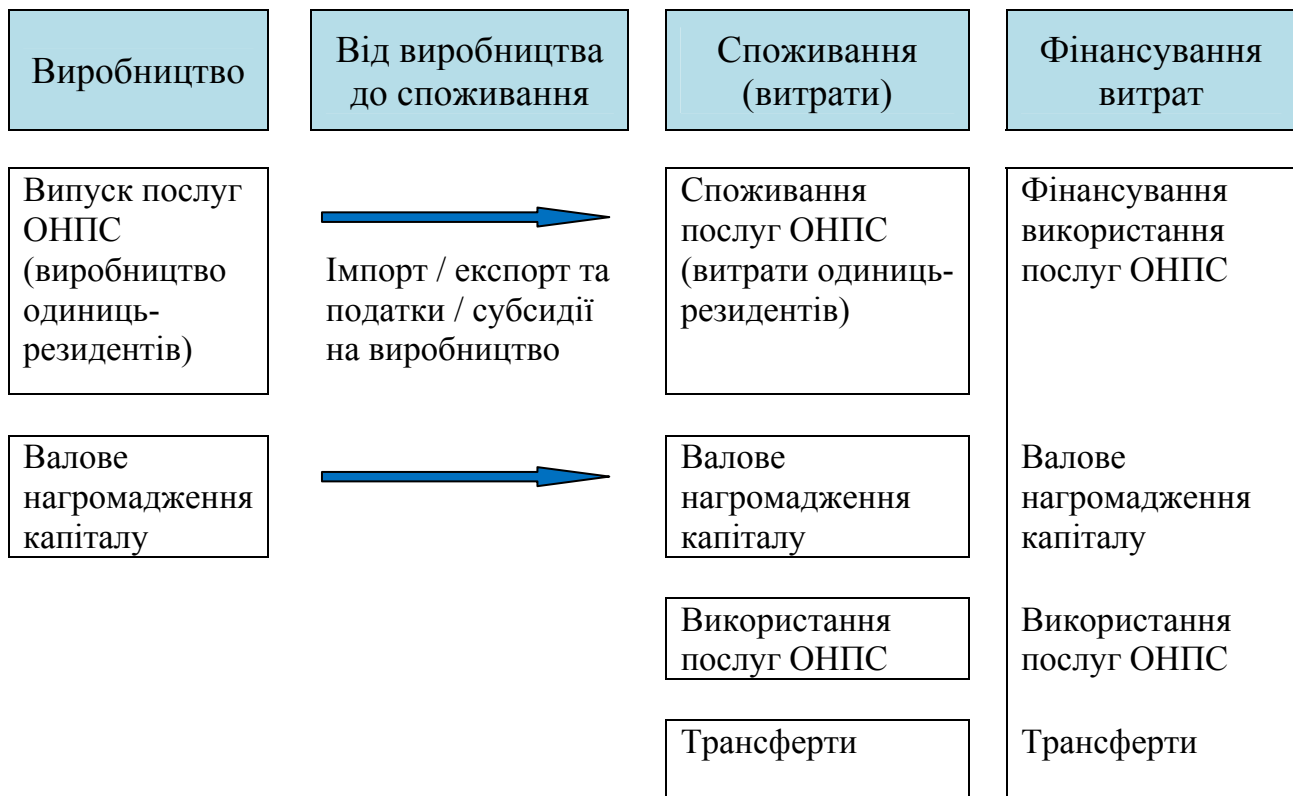 Виробництво
Від виробництва
до споживання
Споживання
(витрати)
Фінансування
витрат
Випуск послуг
ОНПС
(виробництво
одиниць-
резидентів)
Імпорт / експорт та
податки / субсидії
на виробництво
Споживання
послуг ОНПС
(витрати одиниць-
резидентів)
Фінансування
використання
послуг ОНПС
Валове
нагромадження
капіталу
Валове
нагромадження
капіталу
Валове
нагромадження
капіталу
Використання
послуг ОНПС
Використання
послуг ОНПС
Трансферти
Трансферти